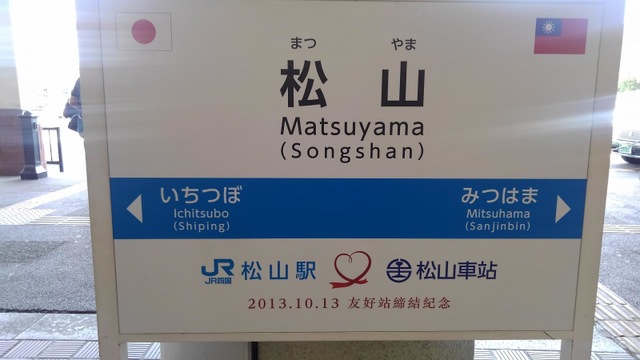 まつ やま
松山
Matsuyama
(Songshan)
いちつぼ みつはま
Ichitsubo Mitsuhama
(Shiping) (Sanjinbin)
JR JR四国 松山駅 松山車站
2013.10.13 友好站締結紀念